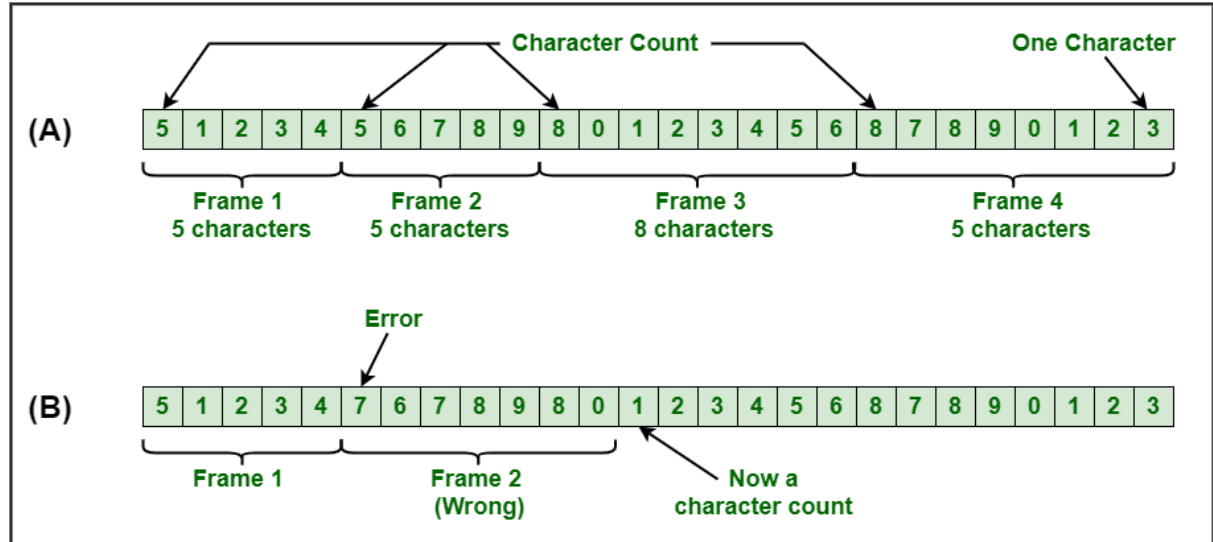 Character Count
One Character
(A)
5 1 2 3 4 5 6 7 8 9 8 0 1 2 3 4 5 6 8 7 8 9 0 1 2 3
Frame 1
5 characters
Frame 2
5 characters
Frame 3
8 characters
Frame 4
5 characters
Error
(B)
5 1 2 3 4 7 6 7 8 9 8 0 1 2 3 4 5 6 8 7 8 9 0 1 2 3
Frame 1
Frame 2
(Wrong)
Now a
character count